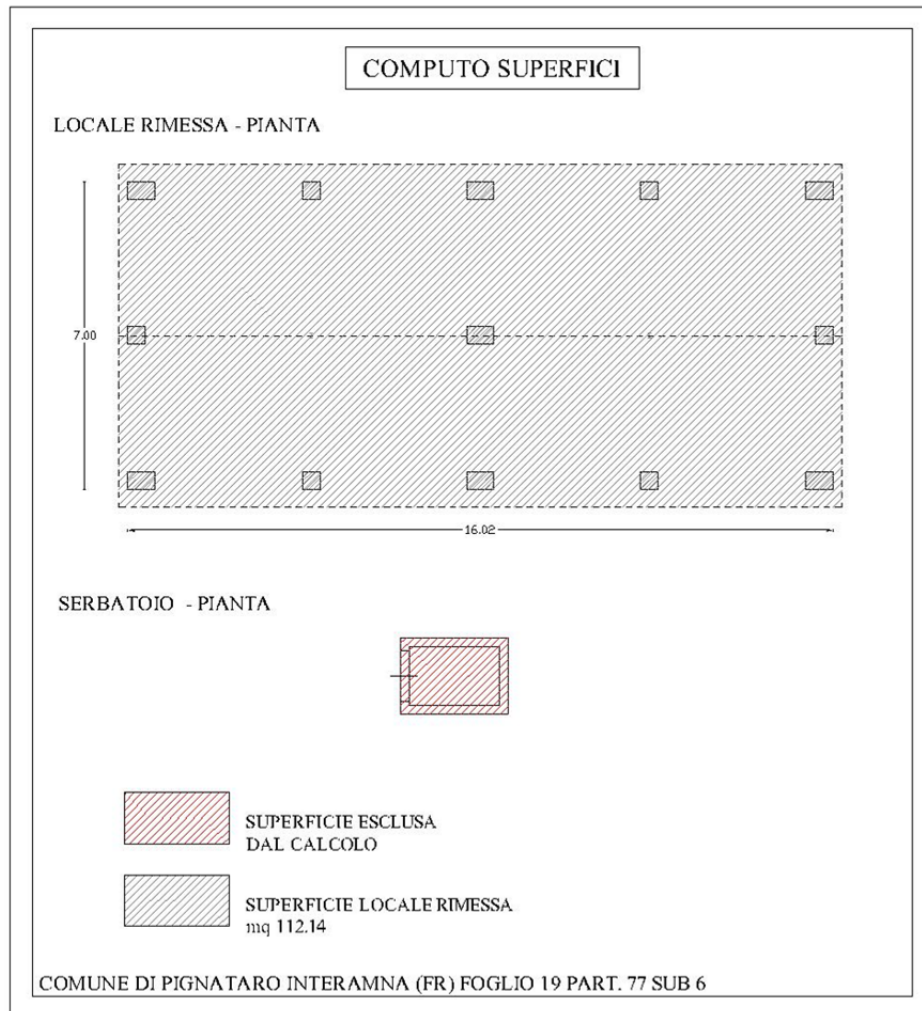 COMPUTO SUPERFICI
LOCALE RIMESSA - PIANTA
7.00
16.02
SERBATOIO - PIANTA
SUPERFICIE ESCLUSA
DAL CALCOLO
SUPERFICIE LOCALE RIMESSA
mq 112.14
COMUNE DI PIGNATARO INTERAMNA (FR) FOGLIO 19 PART. 77 SUB 6